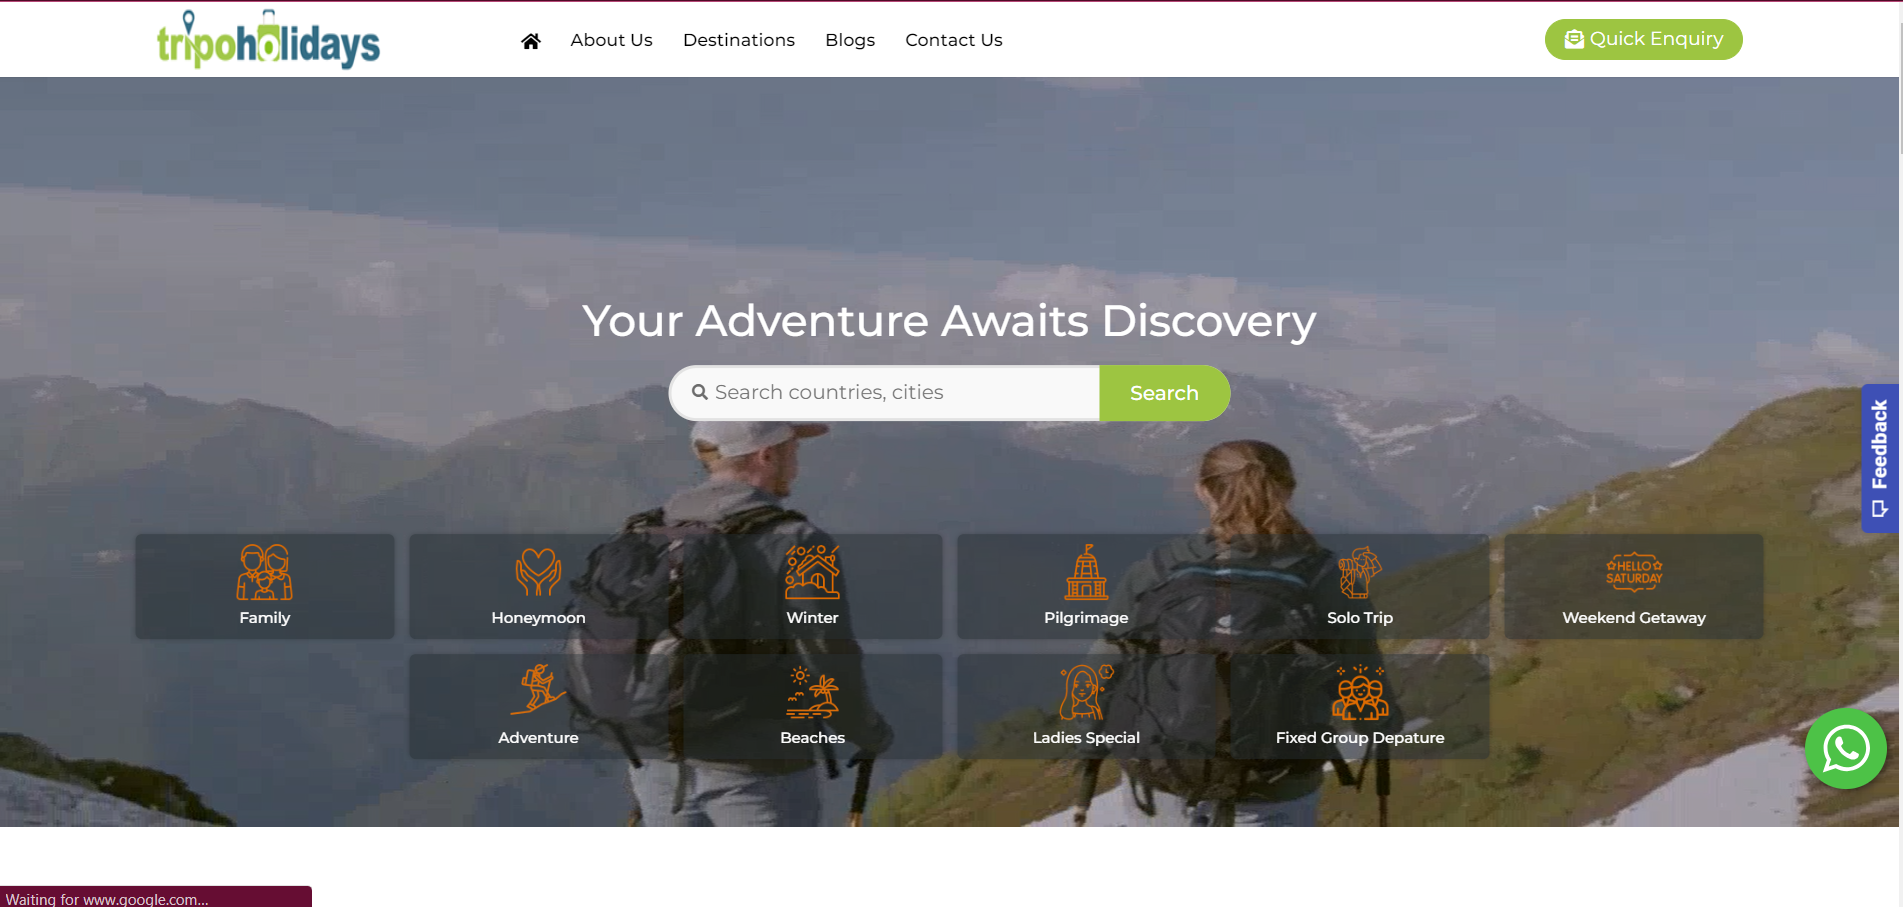 tripoholidays
About Us
Destinations
Blogs
Contact Us
Quick Enquiry
Your Adventure Awaits Discovery
Search countries, cities
Search
Feedback
HELLO
SATURDAY
Family
Honeymoon
Winter
Pilgrimage
Solo Trip
Weekend Getaway
Adventure
Beaches
Ladies Special
Fixed Group Depature
Waiting for www.google.com...